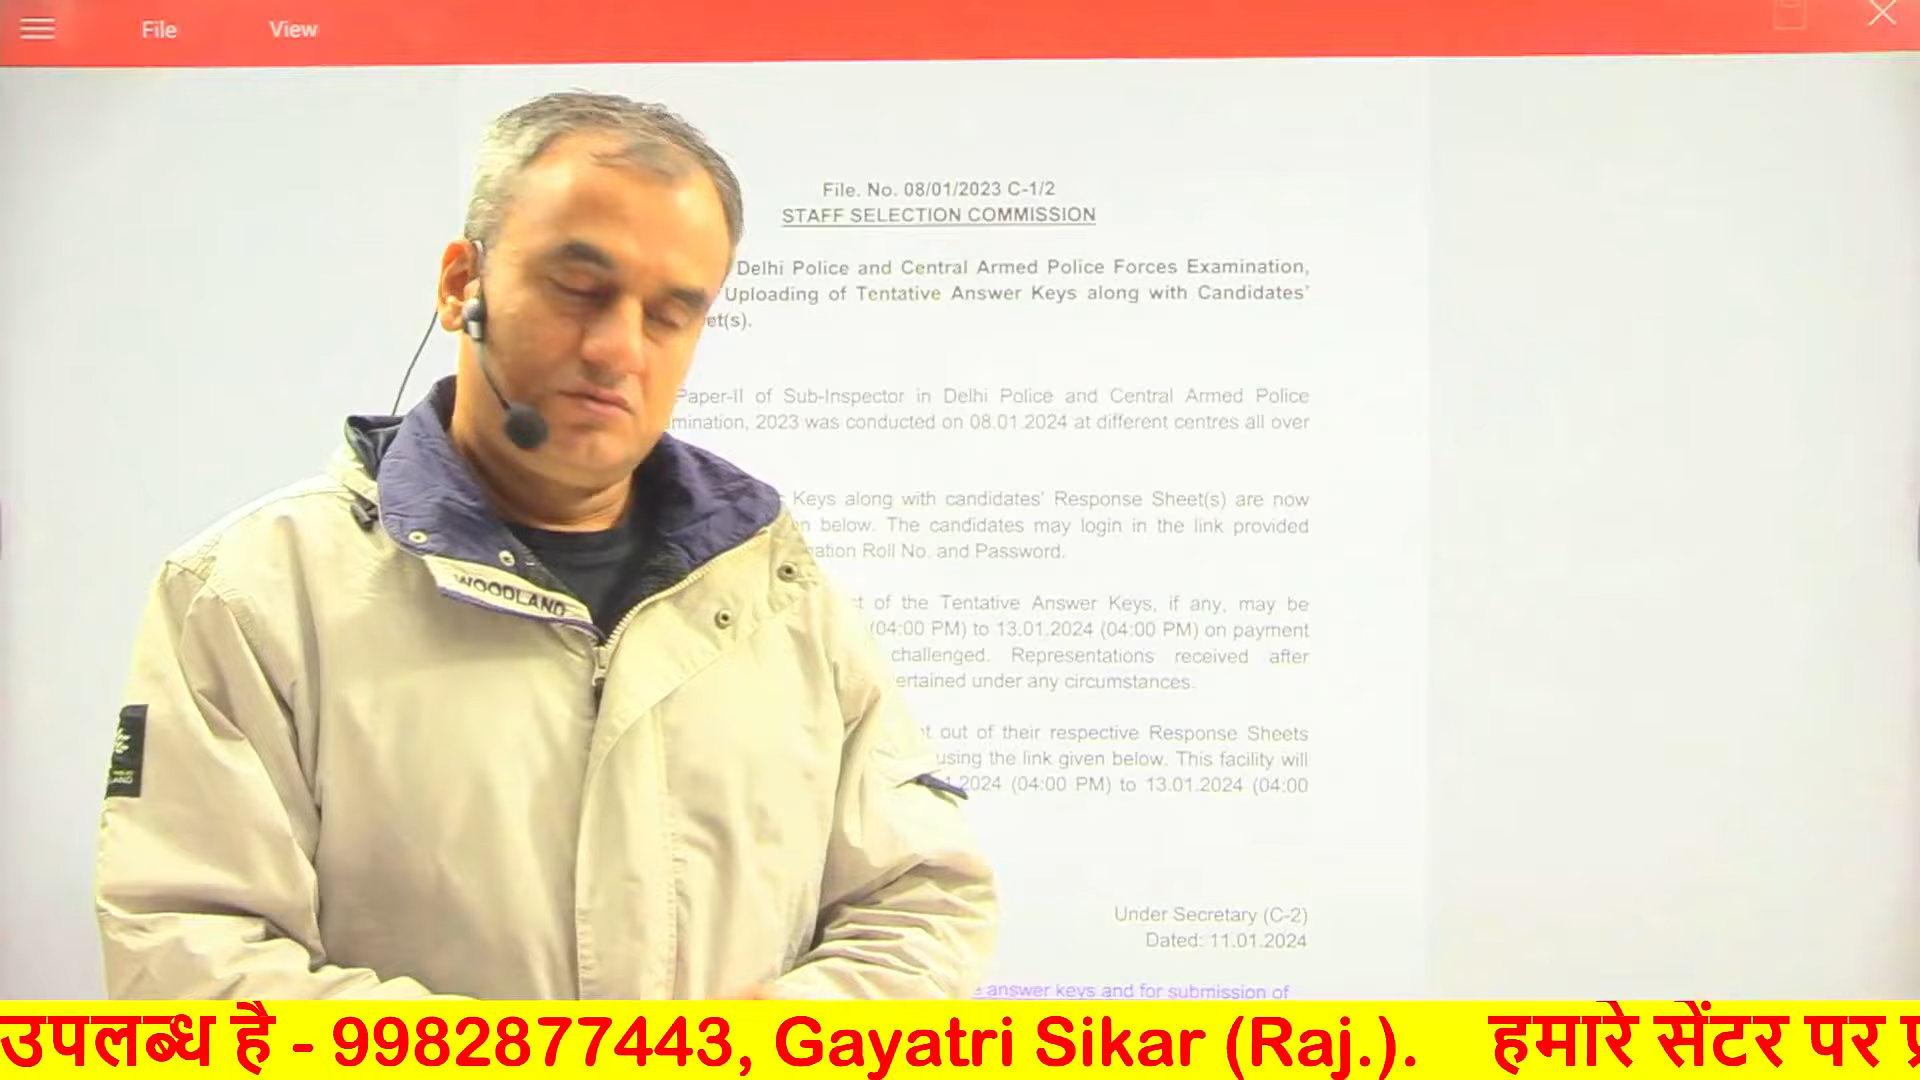 File View
File. No. 08/01/2023 C-1/2
STAFF SELECTION COMMISSION
Delhi Police and Central Armed Police Forces Examination,
Uploading of Tentative Answer Keys along with Candidates'
et(s).
Paper-II of Sub-Inspector in Delhi Police and Central Armed Police
mination, 2023 was conducted on 08.01.2024 at different centres all over
Keys along with candidates' Response Sheet(s) are now
below. The candidates may login in the link provided
ation Roll No. and Password.
of the Tentative Answer Keys, if any, may be
(04:00 PM) to 13.01.2024 (04:00 PM) on payment
challenged. Representations received after
ertained under any circumstances.
out of their respective Response Sheets
using the link given below. This facility will
2024 (04:00 PM) to 13.01.2024 (04:00
Under Secretary (C-2)
Dated: 11.01.2024
answer keys and for submission of
WOODLAND
उपलब्ध है - 9982877443, Gayatri Sikar (Raj.). हमारे सेंटर पर